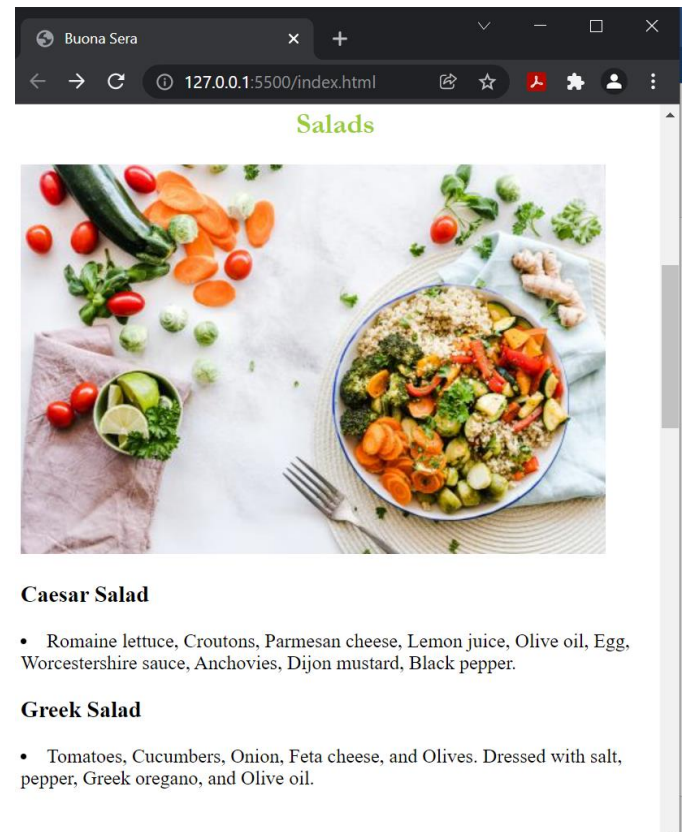 Buona Sera
127.0.0.1:5500/index.html
Salads
Caesar Salad
• Romaine lettuce, Croutons, Parmesan cheese, Lemon juice, Olive oil, Egg,
Worcestershire sauce, Anchovies, Dijon mustard, Black pepper.
Greek Salad
• Tomatoes, Cucumbers, Onion, Feta cheese, and Olives. Dressed with salt,
pepper, Greek oregano, and Olive oil.